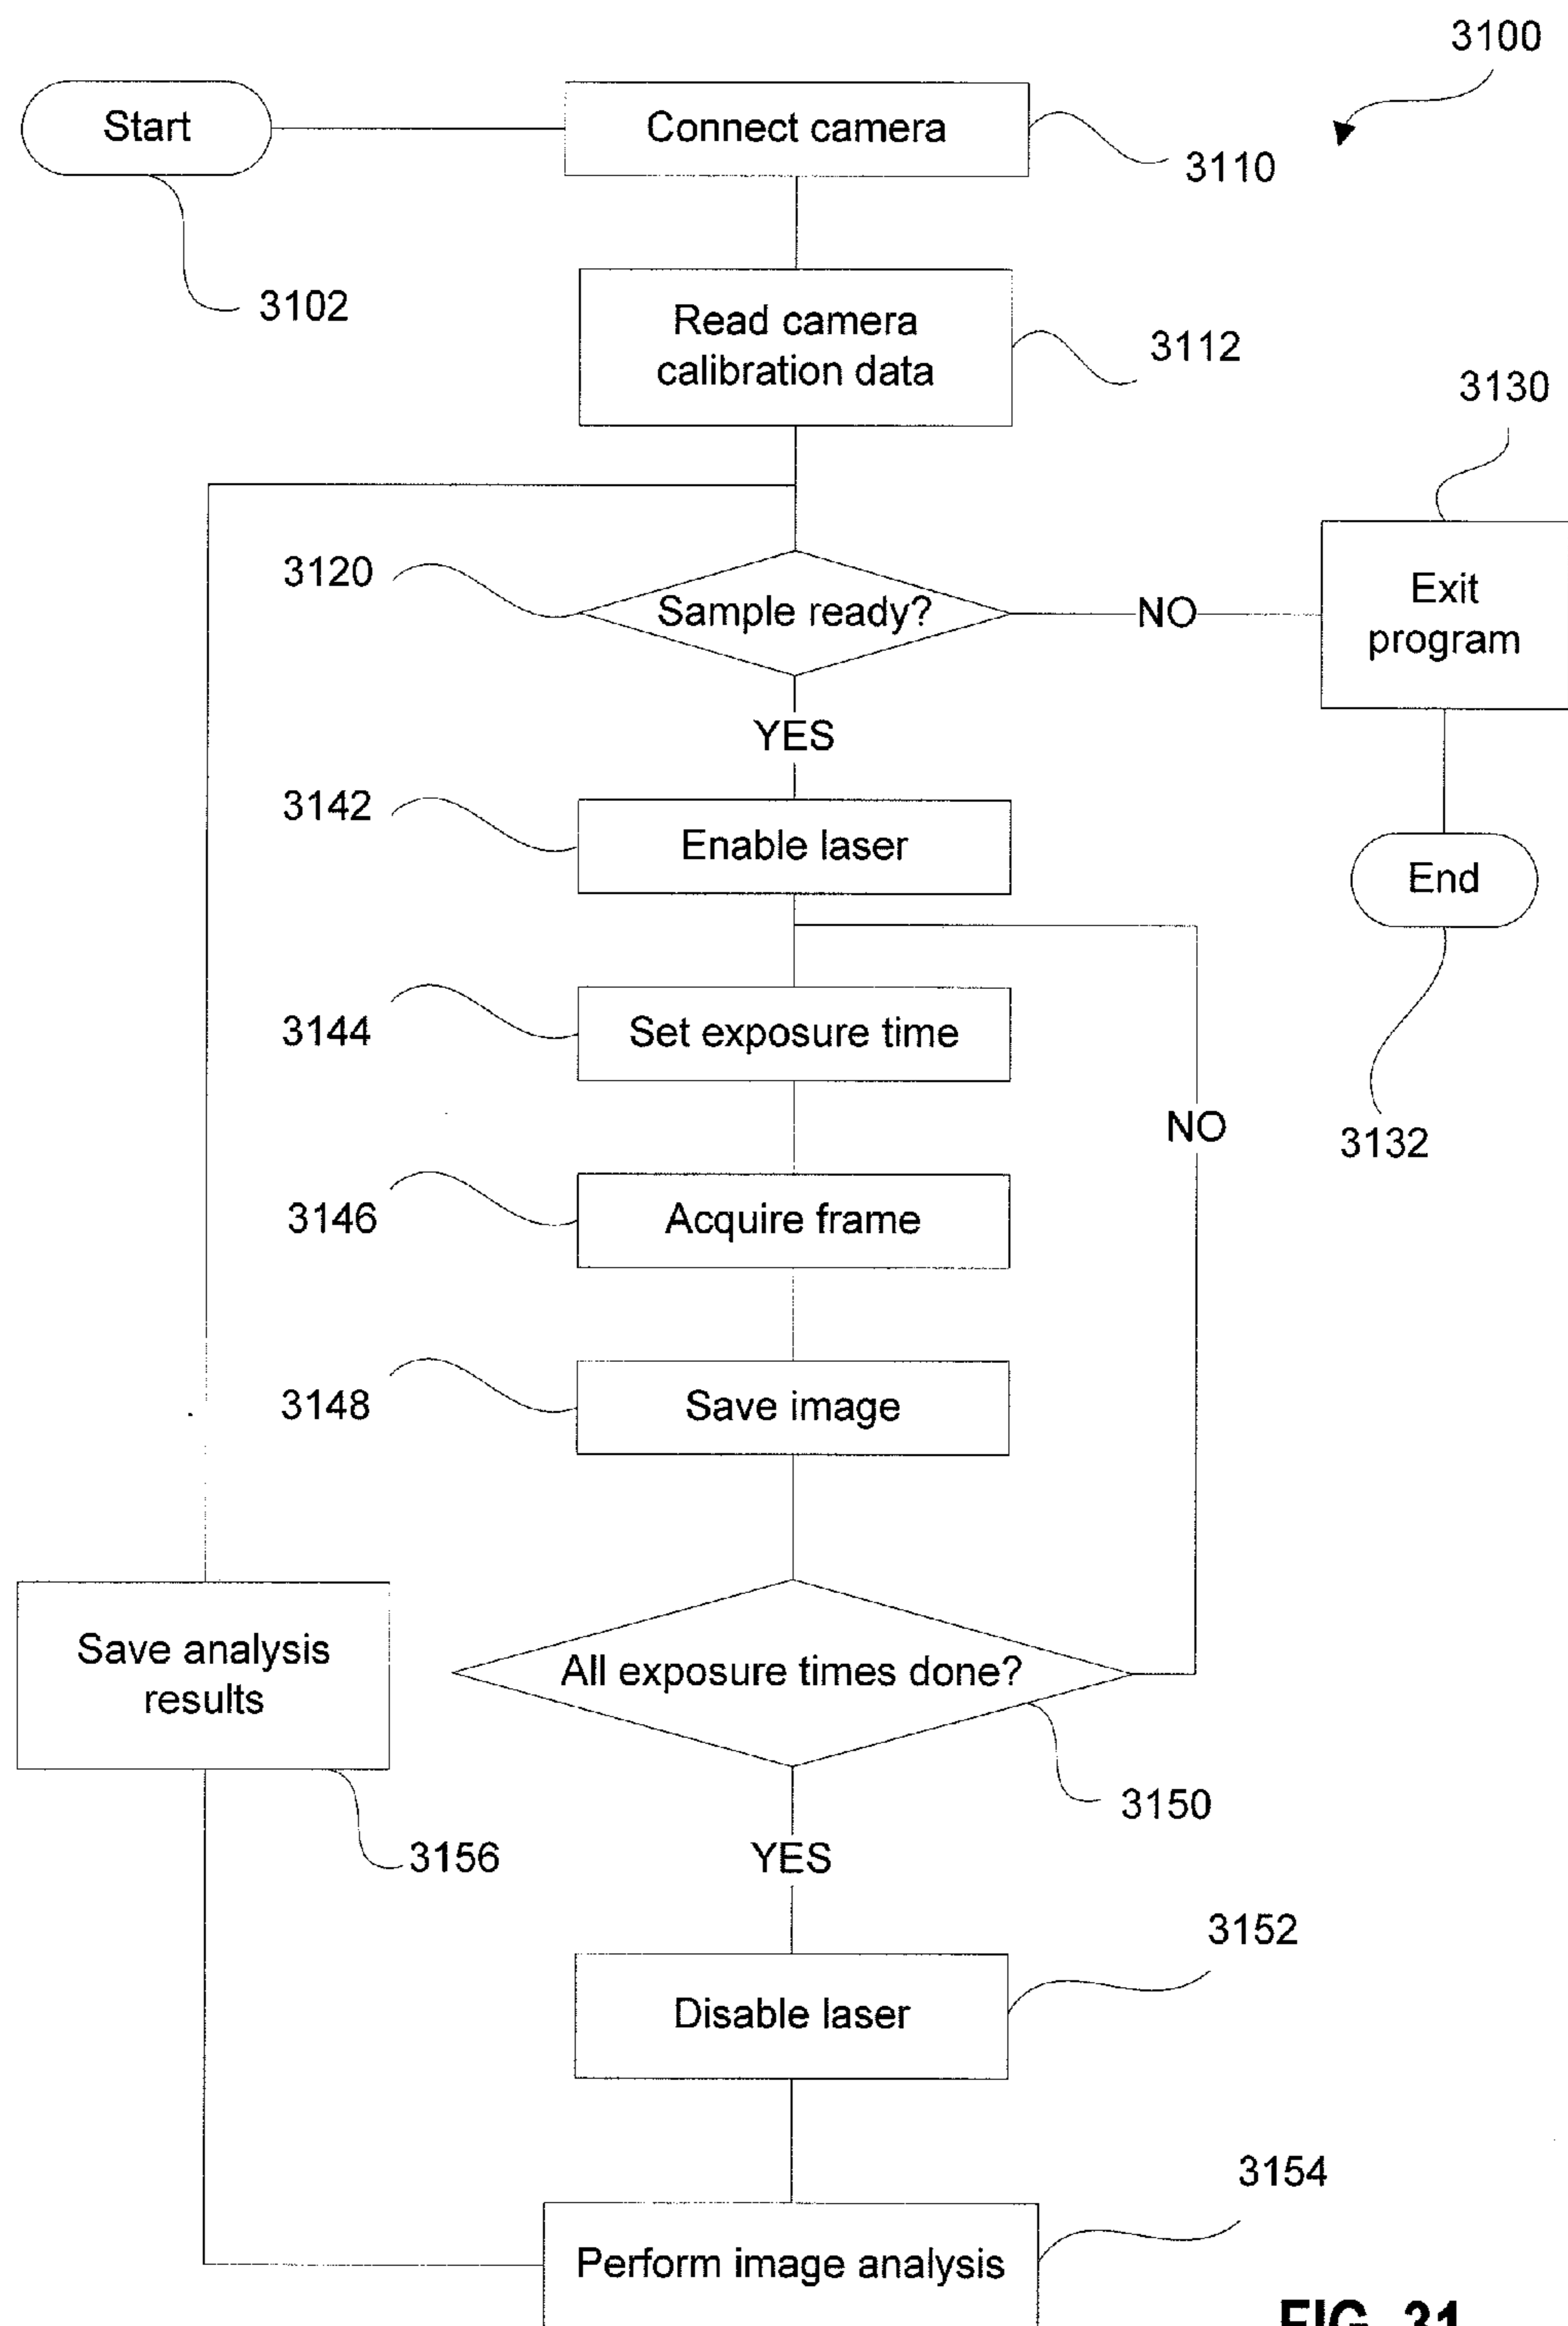 3100
Start
Connect camera
3110
3102
Read camera
calibration data
3112
3130
3120
Sample ready?
NO
Exit
program
YES
3142
Enable laser
End
3144
Set exposure time
NO
3132
3146
Acquire frame
3148
Save image
Save analysis
results
All exposure times done?
3150
3156
YES
3152
Disable laser
3154
Perform image analysis
FIG. 31